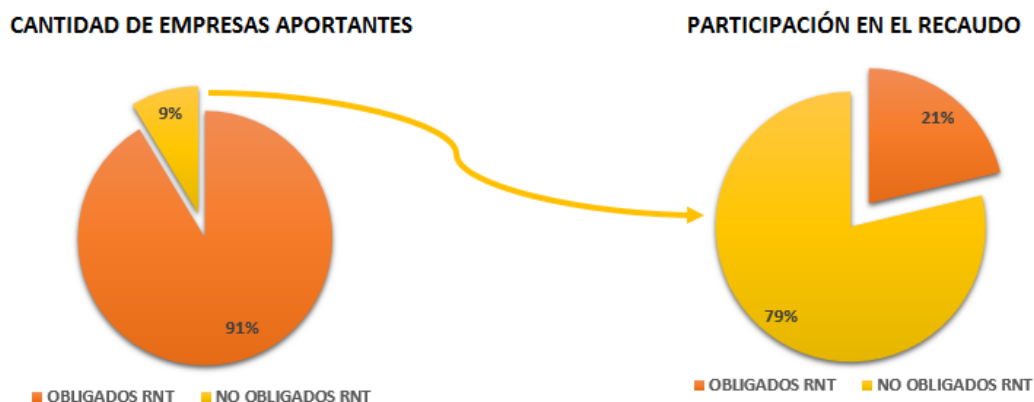 CANTIDAD DE EMPRESAS APORTANTES
9%
91%
OBLIGADOS RNT NO OBLIGADOS RNT
PARTICIPACIÓN EN EL RECAUDO
21%
79%
OBLIGADOS RNT NO OBLIGADOS RNT